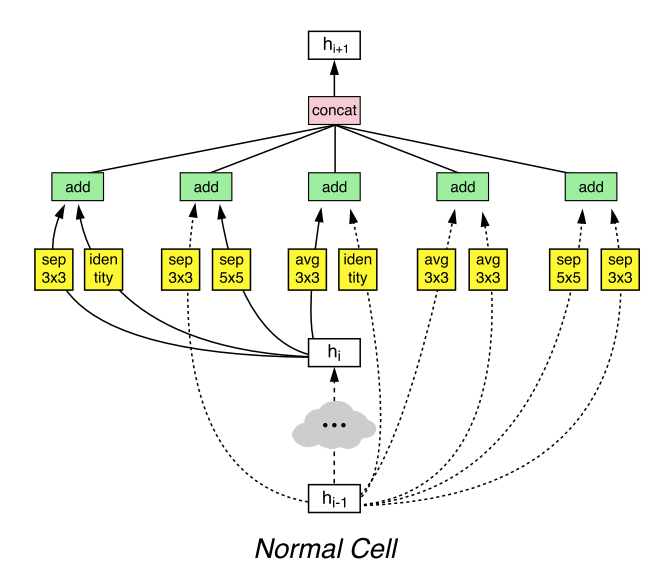 h_{i+1}
concat
add add add add add
sep iden sep sep avg iden avg avg sep sep
3x3 tity 3x3 5x5 3x3 tity 3x3 3x3 5x5 3x3
h_i
...
h_{i-1}
Normal Cell